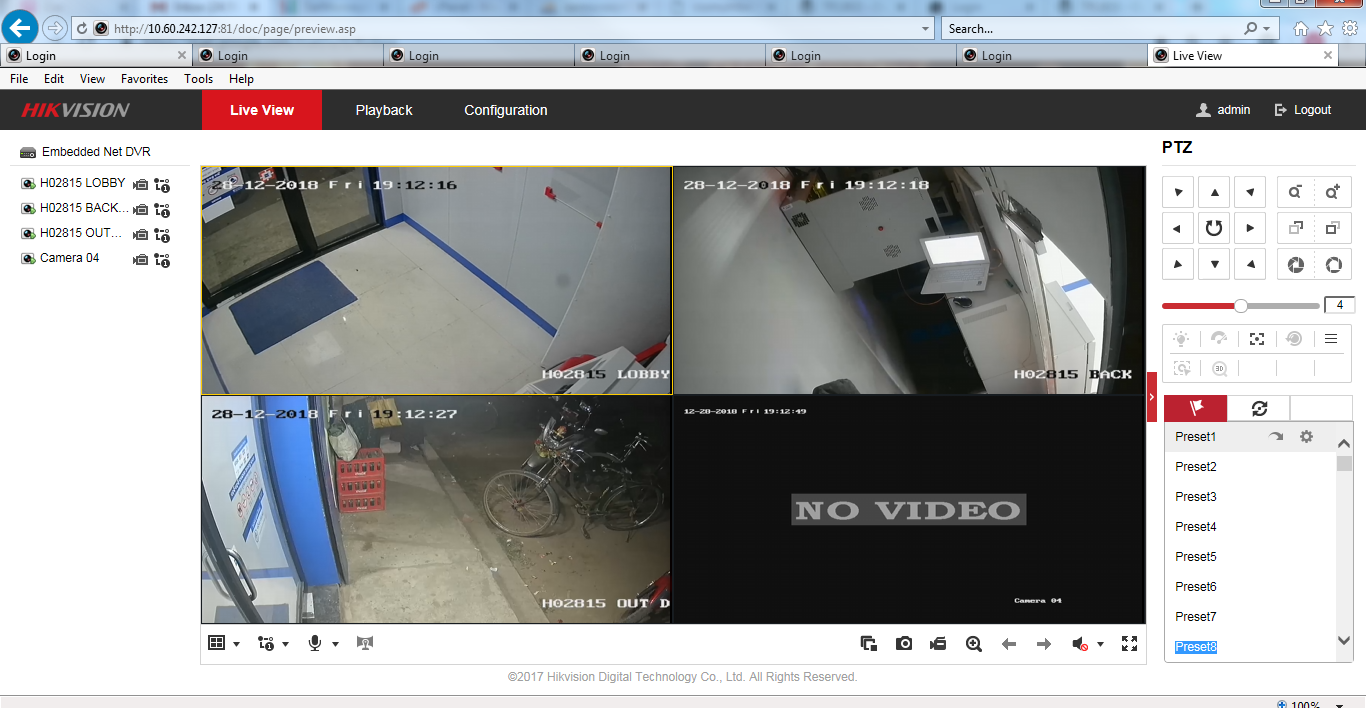 http://10.60.242.127:81/doc/page/preview.asp
Search...
Login
Login
Login
Login
Login
Login
Live View
File Edit View Favorites Tools Help
HIKVISION
Live View
Playback
Configuration
admin
Logout
Embedded Net DVR
H02815 LOBBY
H02815 BACK...
H02815 OUT...
Camera 04
28-12-2018 Fri 19:12:16
H02815 LOBBY
28-12-2018 Fri 19:12:18
H02815 BACK
28-12-2018 Fri 19:12:27
H02815 OUT D
12-28-2018 Fri 19:12:49
NO VIDEO
Camera 04
PTZ
4
3D
Preset1
Preset2
Preset3
Preset4
Preset5
Preset6
Preset7
Preset8
©2017 Hikvision Digital Technology Co., Ltd. All Rights Reserved.
100%